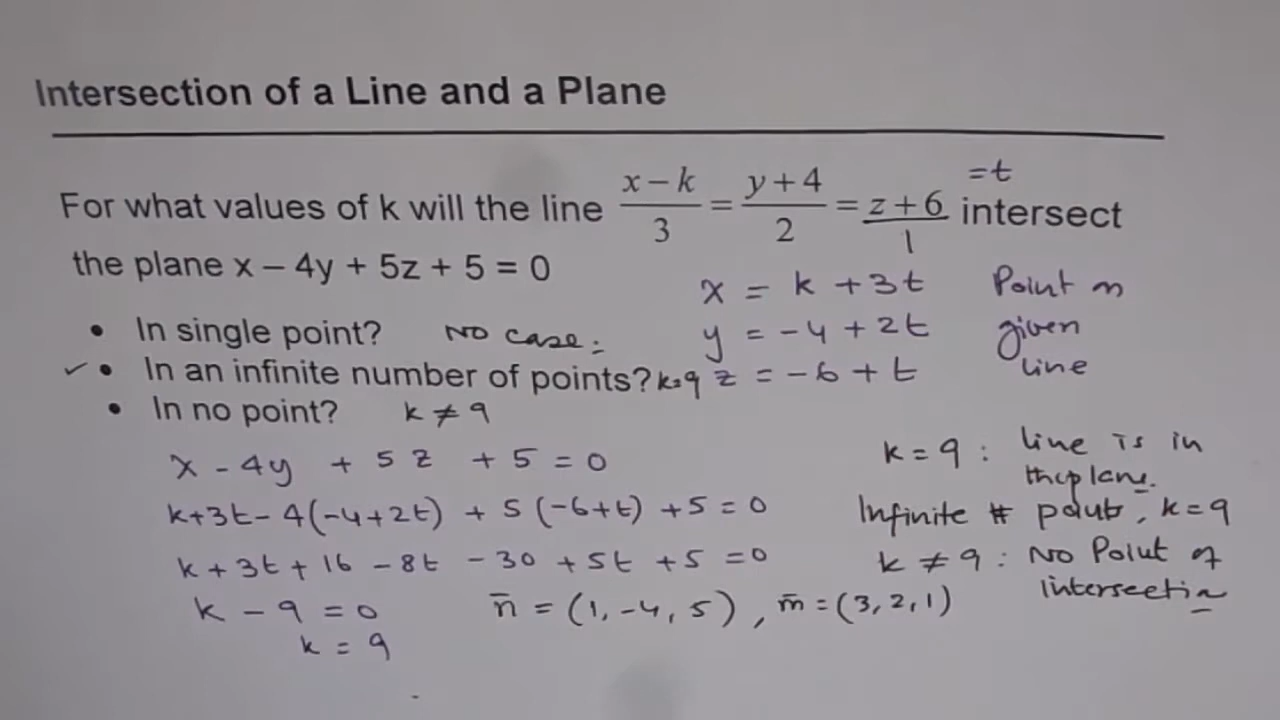 Intersection of a Line and a Plane
For what values of k will the line (x – k)/3 = (y + 4)/2 = (z + 6)/1 = t intersect
the plane x – 4y + 5z + 5 = 0
x = k + 3t Point on
• In single point? No case: y = -4 + 2t given
✓ • In an infinite number of points? k=9 z = -6 + t line
• In no point? k ≠ 9
x - 4y + 5z + 5 = 0 k = 9 : line is in
the plane.
k+3t-4(-4+2t) + 5(-6+t) +5 = 0 Infinite # points, k=9
k + 3t + 16 - 8t - 30 + 5t + 5 = 0 k ≠ 9 : No Point of
intersection
k - 9 = 0 n̄ = (1, -4, 5), m̄ = (3, 2, 1)
k = 9